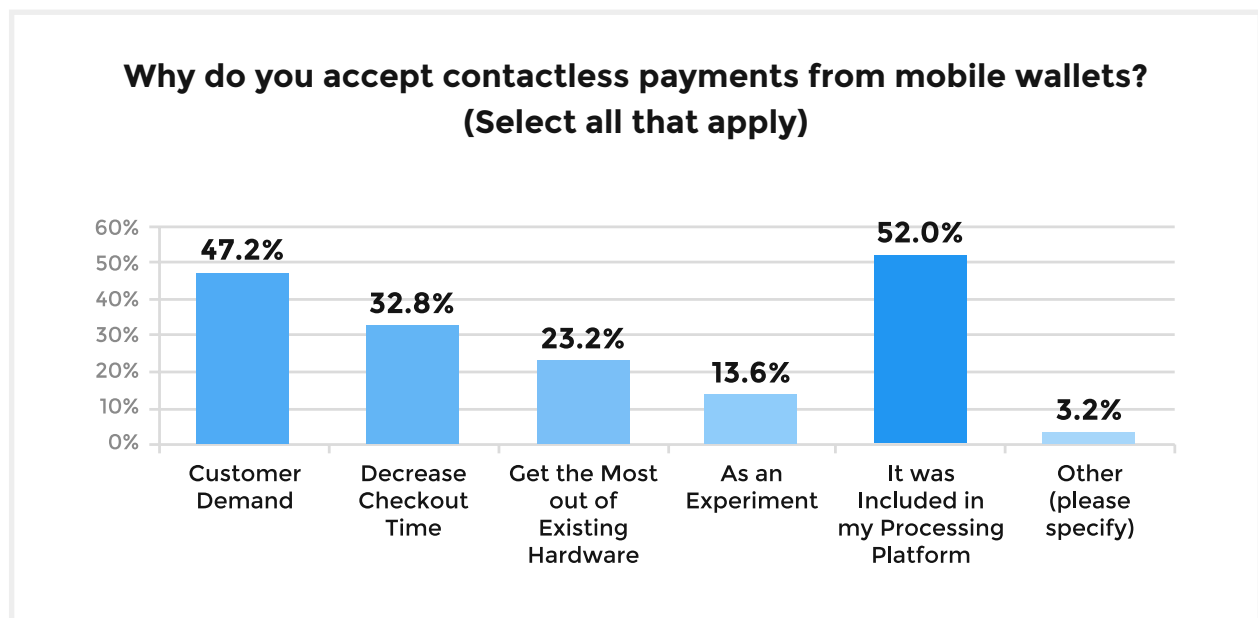 Why do you accept contactless payments from mobile wallets?
(Select all that apply)
60%
50%
40%
30%
20%
10%
0%
47.2%
32.8%
23.2%
13.6%
52.0%
3.2%
Customer
Demand
Decrease
Checkout
Time
Get the Most
out of
Existing
Hardware
As an
Experiment
It was
Included in
my Processing
Platform
Other
(please
specify)